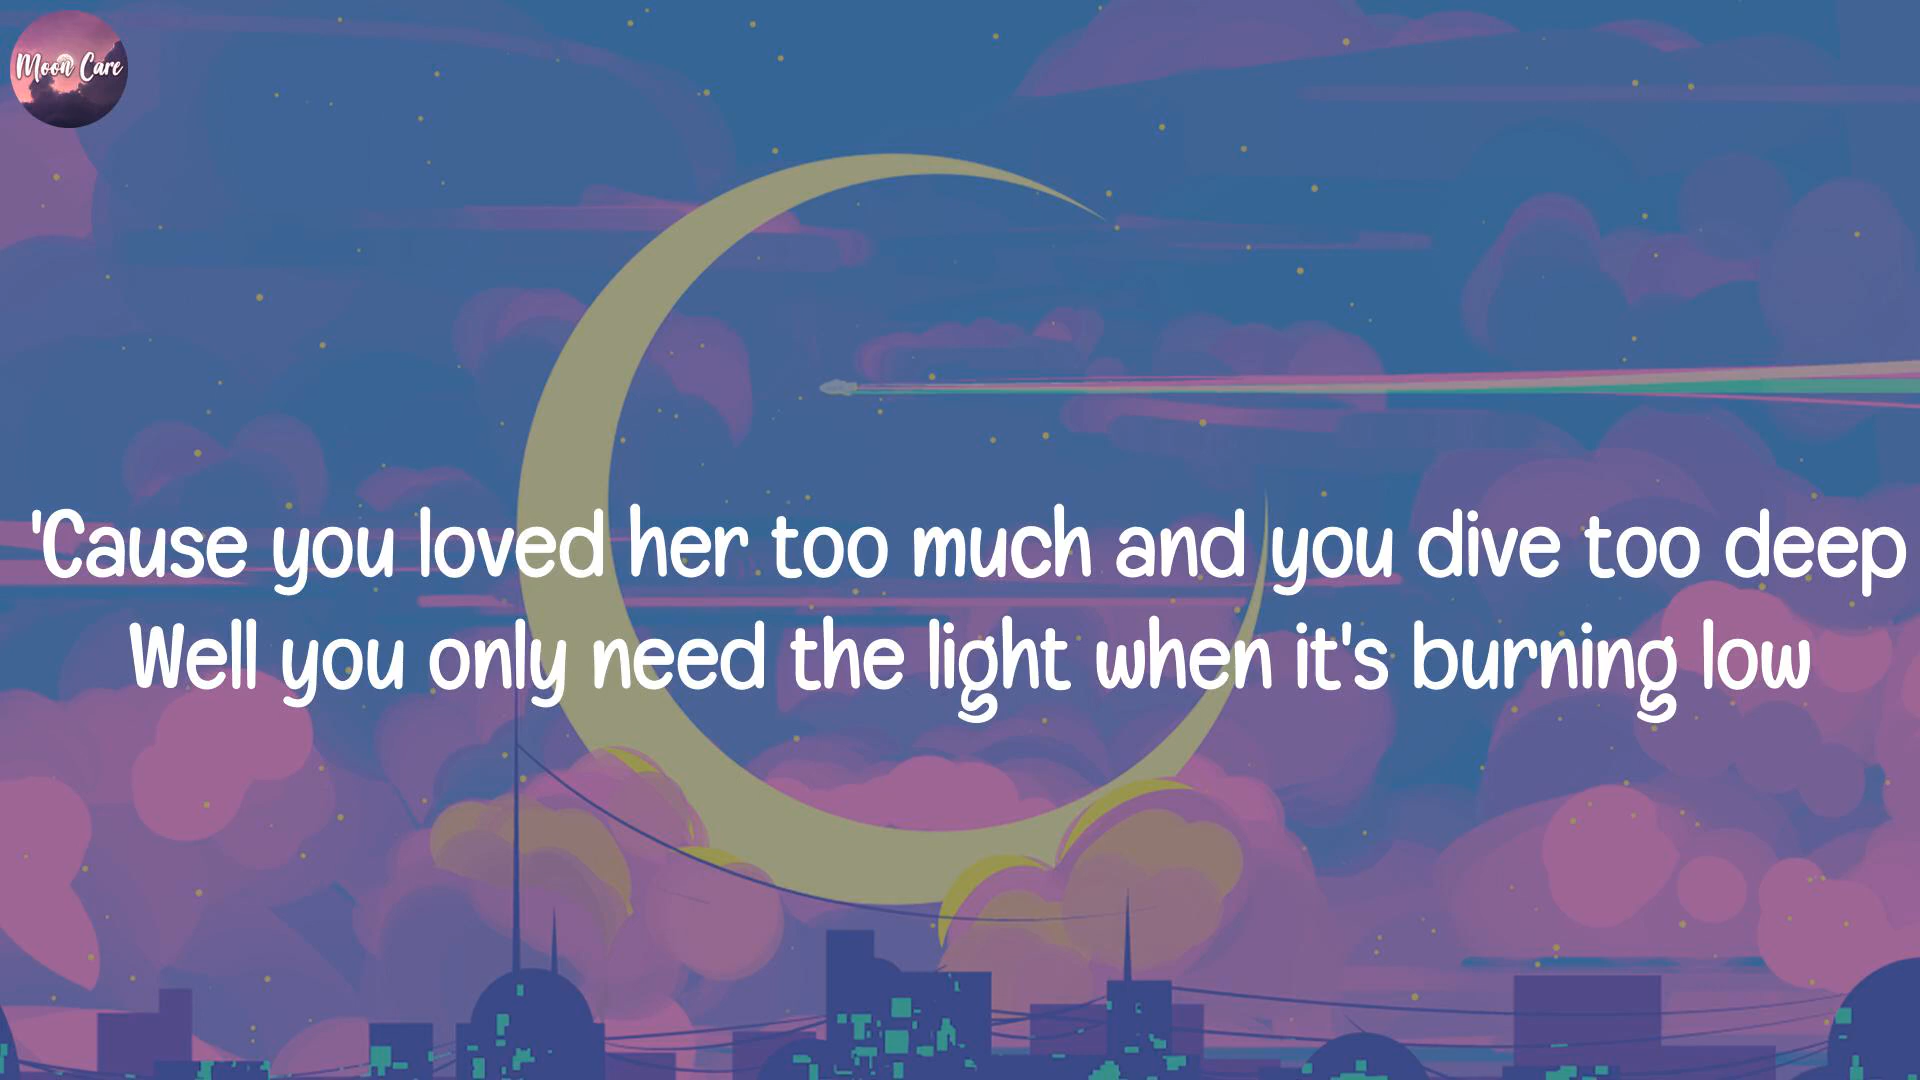 Moon Care
'Cause you loved her too much and you dive too deep
Well you only need the light when it's burning low